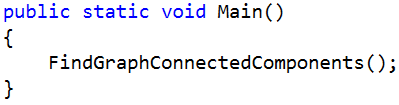 public static void Main()
{
    FindGraphConnectedComponents();
}